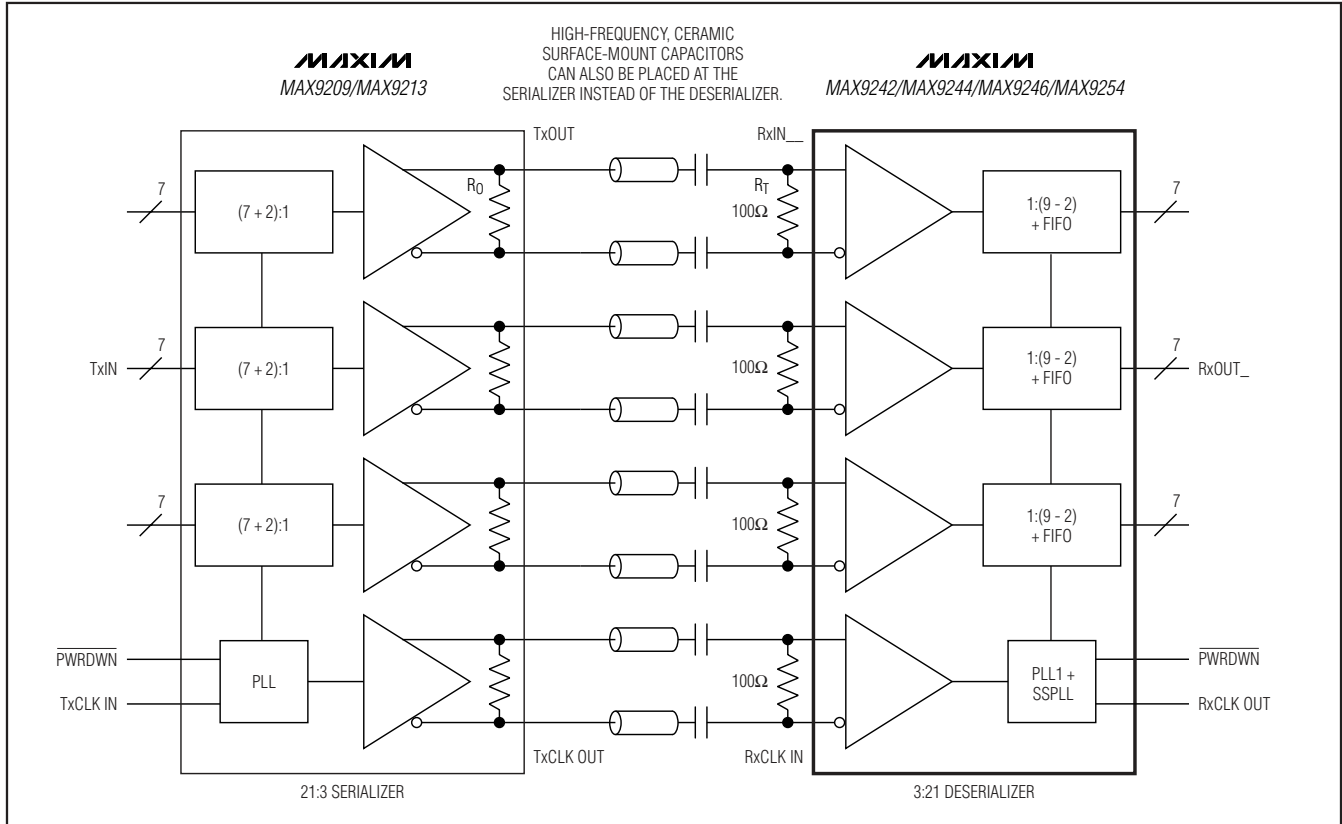 HIGH-FREQUENCY, CERAMIC
SURFACE-MOUNT CAPACITORS
CAN ALSO BE PLACED AT THE
SERIALIZER INSTEAD OF THE DESERIALIZER.
MAXIM
MAX9209/MAX9213
MAXIM
MAX9242/MAX9244/MAX9246/MAX9254
TxOUT
RxIN__
7
(7 + 2):1
RO
RT
100Ω
1:(9 - 2)
+ FIFO
7
TxIN
7
(7 + 2):1
100Ω
1:(9 - 2)
+ FIFO
7
RxOUT_
7
(7 + 2):1
100Ω
1:(9 - 2)
+ FIFO
7
PWRDWN
TxCLK IN
PLL
100Ω
PLL1 +
SSPLL
PWRDWN
RxCLK OUT
TxCLK OUT
RxCLK IN
21:3 SERIALIZER
3:21 DESERIALIZER